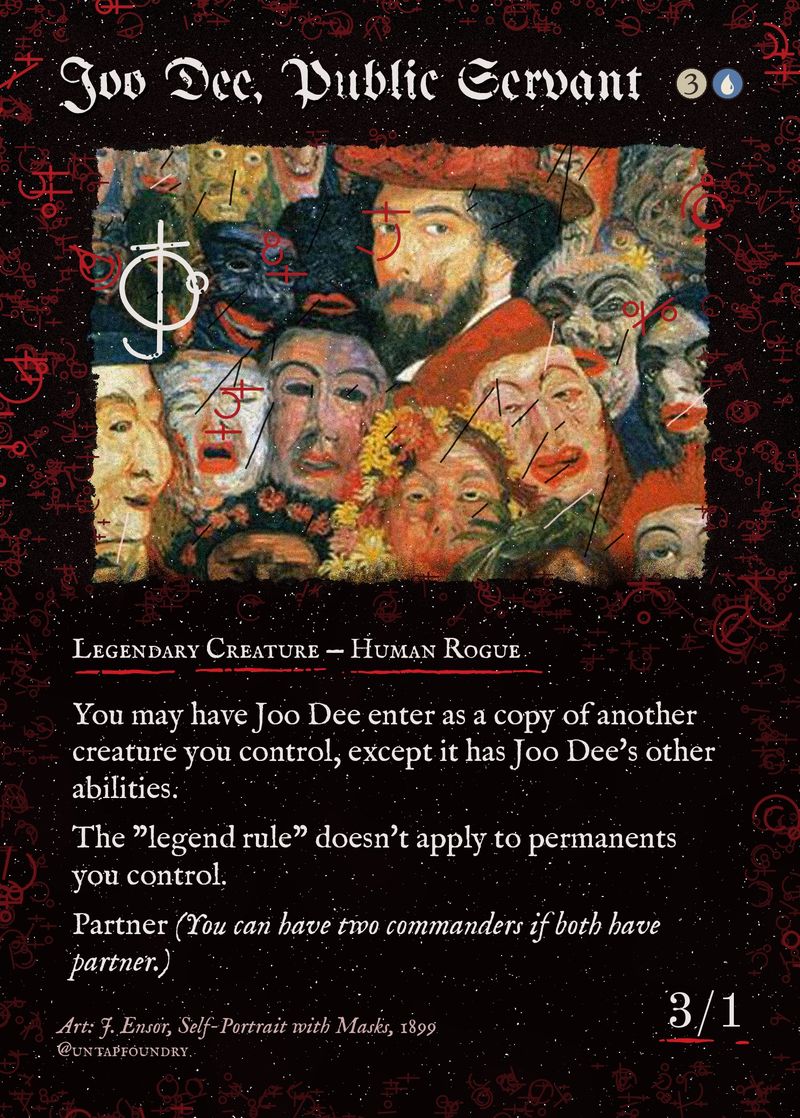 Joo Dee, Public Servant 3
Legendary Creature – Human Rogue
You may have Joo Dee enter as a copy of another
creature you control, except it has Joo Dee's other
abilities.
The "legend rule" doesn't apply to permanents
you control.
Partner (You can have two commanders if both have
partner.)
3/1
Art: J. Ensor, Self-Portrait with Masks, 1899
@untapfoundry